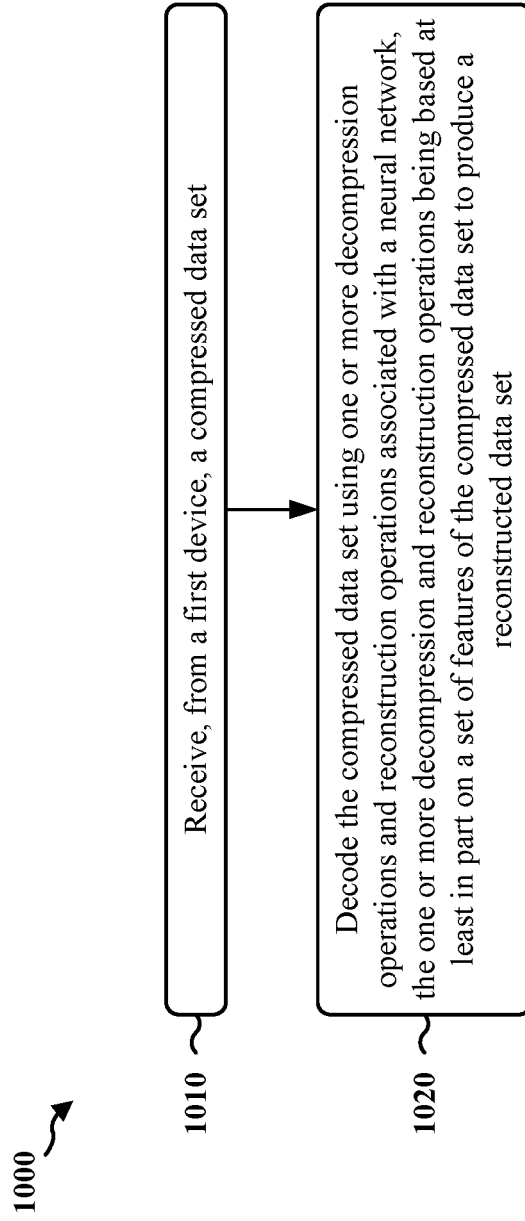 1000
1010
Receive, from a first device, a compressed data set
1020
Decode the compressed data set using one or more decompression
operations and reconstruction operations associated with a neural network,
the one or more decompression and reconstruction operations being based at
least in part on a set of features of the compressed data set to produce a
reconstructed data set